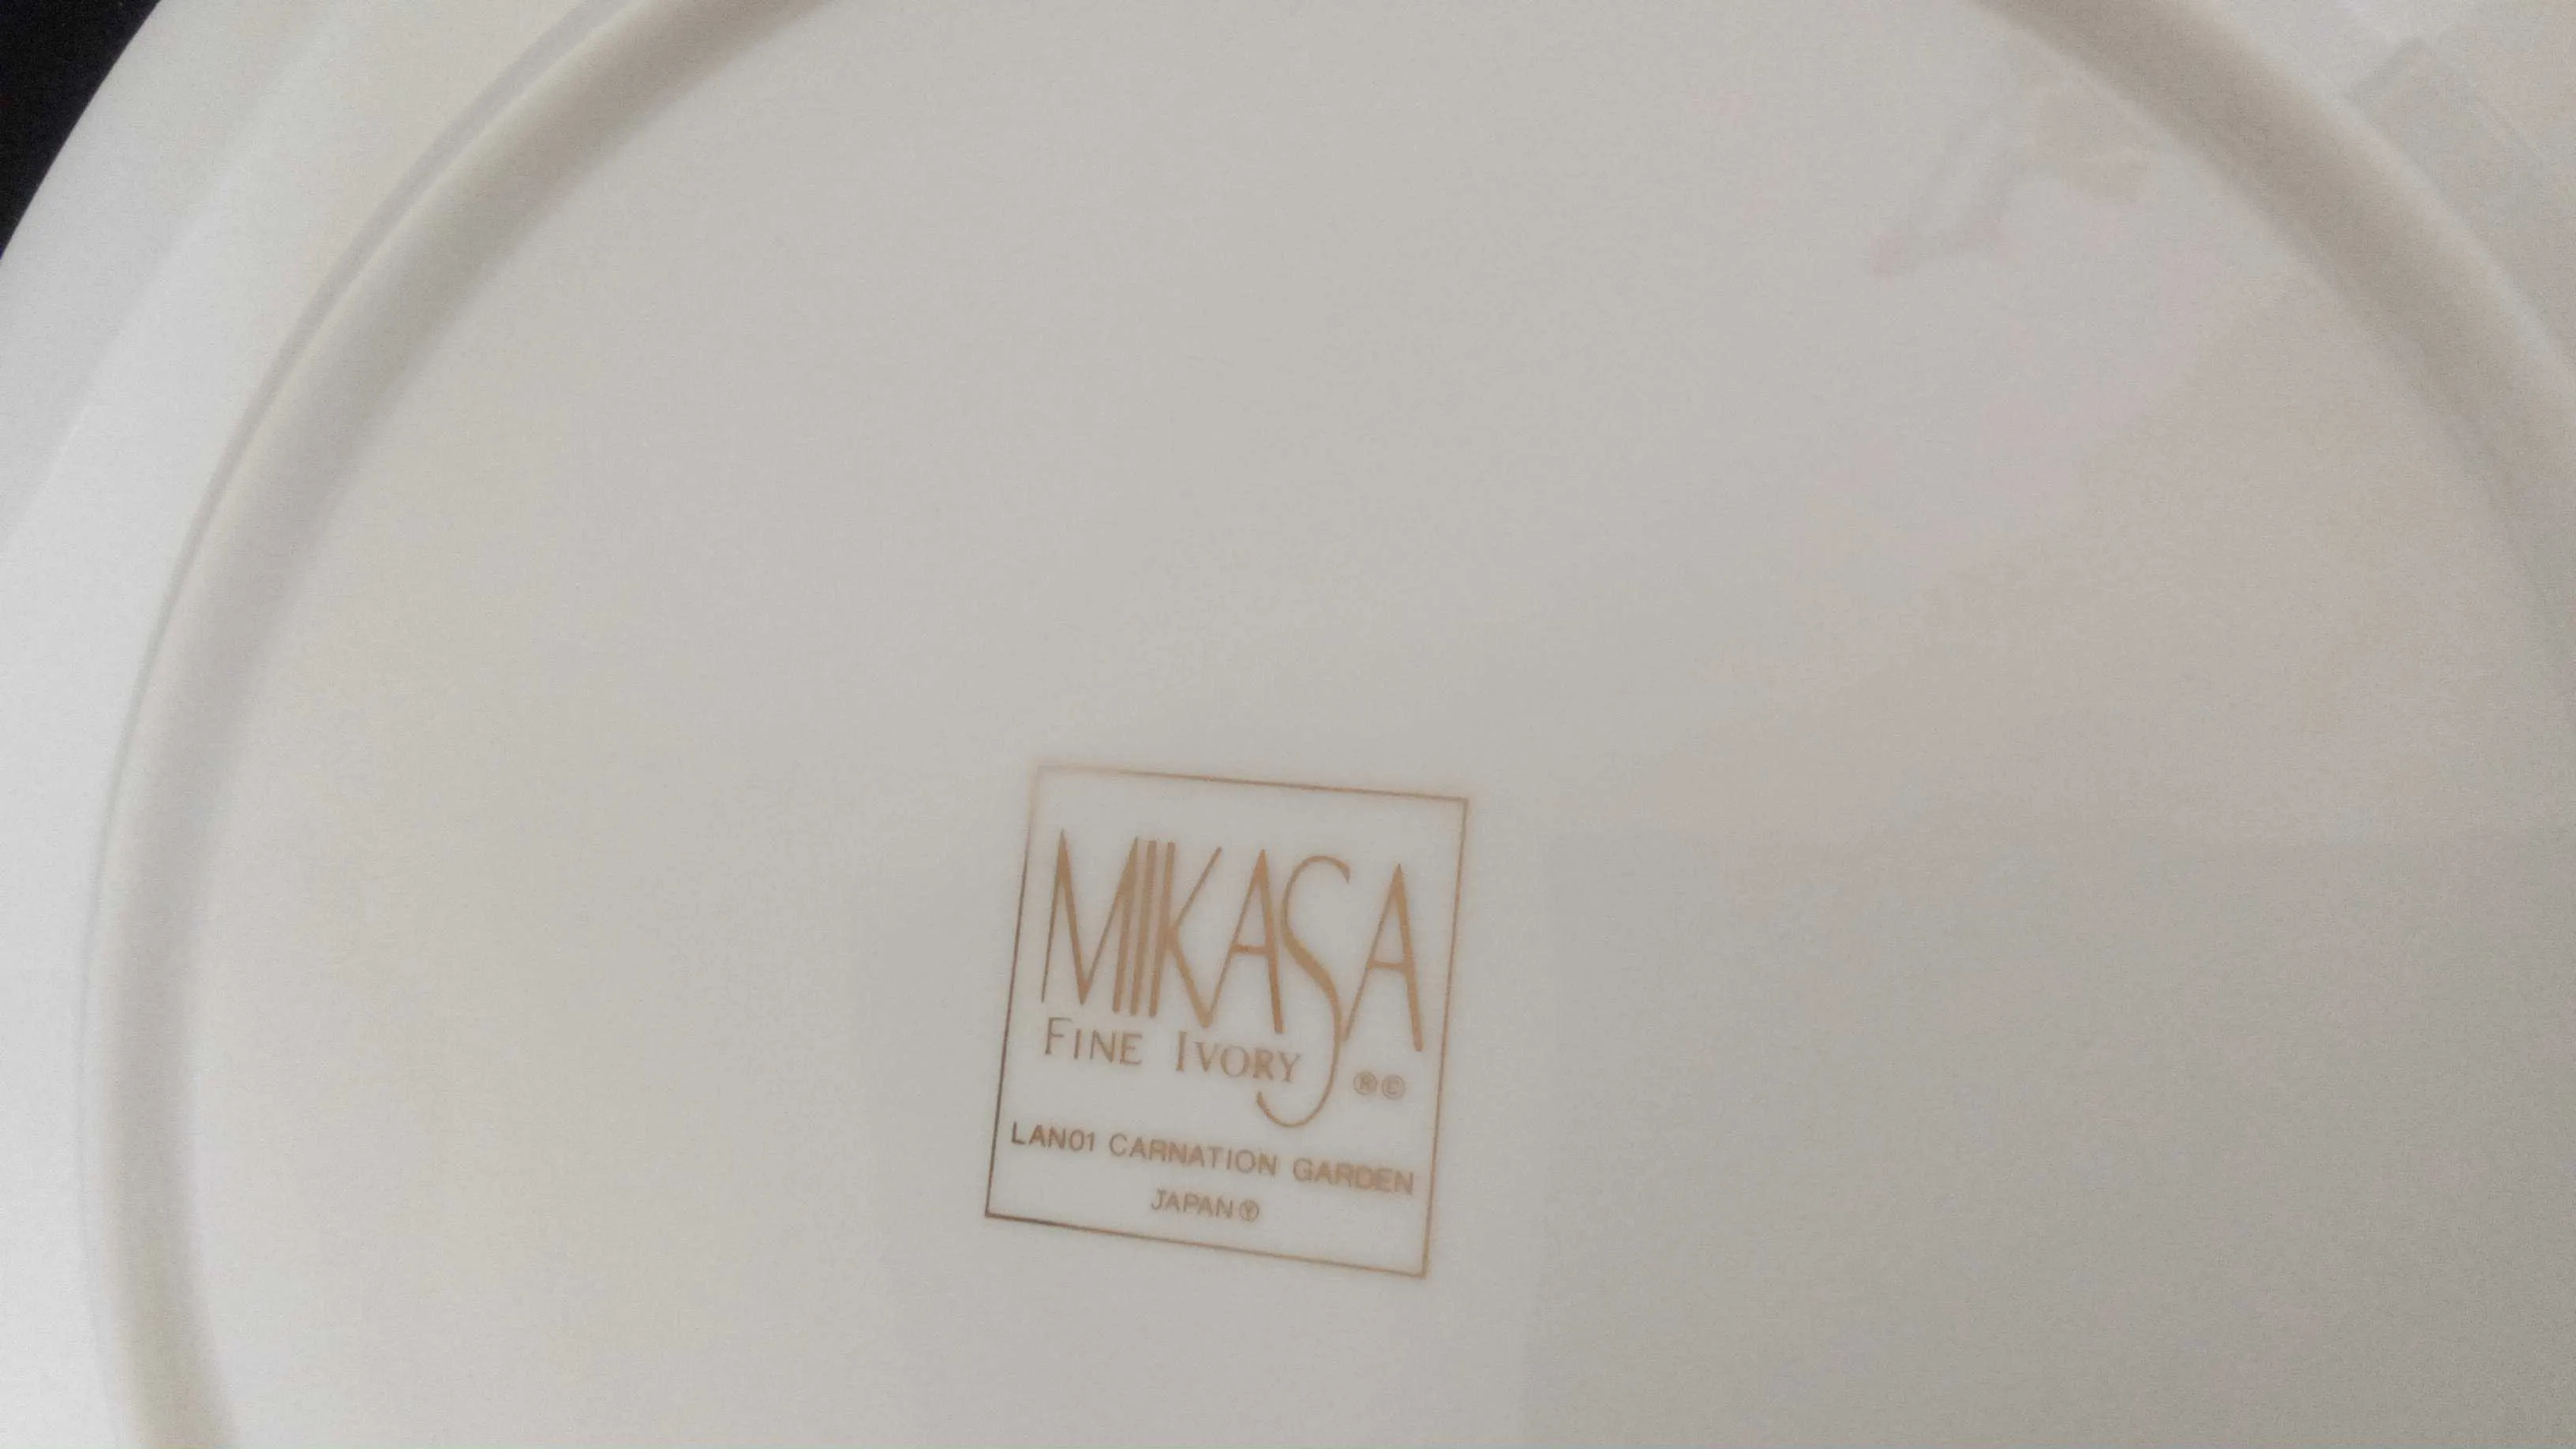 MIKASA
FINE IVORY ®©
LAN01 CARNATION GARDEN
JAPAN Ⓨ